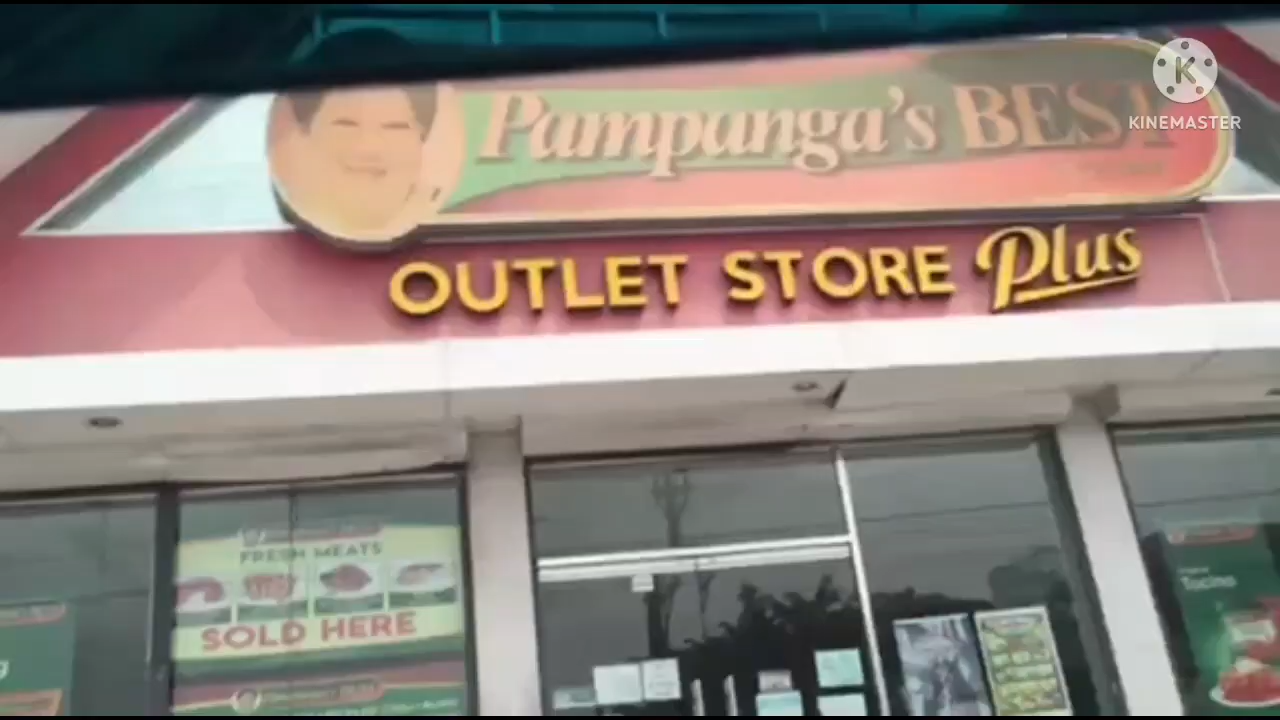 Pampanga's BEST
K
KINEMASTER
OUTLET STORE Plus
FRESH MEATS
SOLD HERE
Tocino